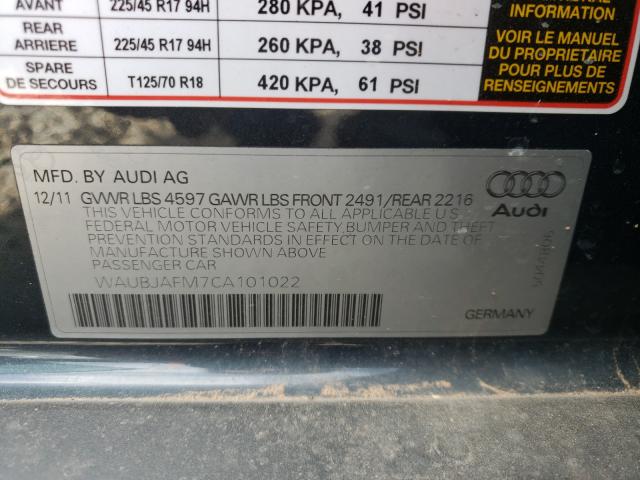 AVANT 225/45 R17 94H 280 KPA, 41 PSI
REAR
ARRIERE 225/45 R17 94H 260 KPA, 38 PSI
SPARE
DE SECOURS T125/70 R18 420 KPA, 61 PSI
INFORMATION
VOIR LE MANUEL
DU PROPRIETAIRE
POUR PLUS DE
RENSEIGNEMENTS
MFD. BY AUDI AG
12/11 GVWR LBS 4597 GAWR LBS FRONT 2491/REAR 2216
THIS VEHICLE CONFORMS TO ALL APPLICABLE U S
FEDERAL MOTOR VEHICLE SAFETY BUMPER AND THEFT
PREVENTION STANDARDS IN EFFECT ON THE DATE OF
MANUFACTURE SHOWN ABOVE
PASSENGER CAR
WAUBJAFM7CA101022
Audi
GERMANY